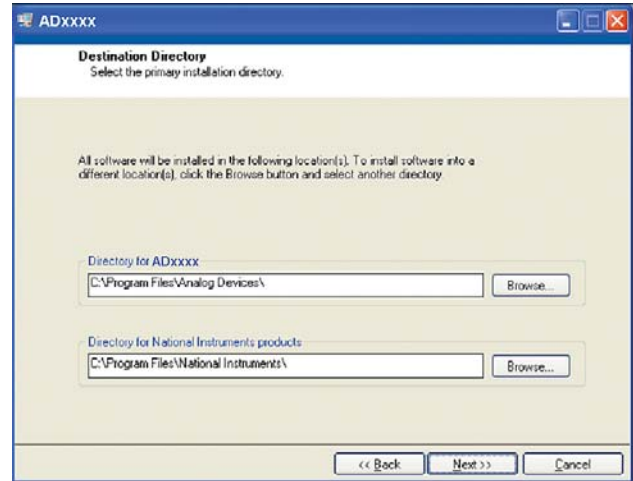 ADxxxx
Destination Directory
Select the primary installation directory.
All software will be installed in the following location(s). To install software into a
different location(s), click the Browse button and select another directory.
Directory for ADxxxx
C:\Program Files\Analog Devices\
Browse...
Directory for National Instruments products
C:\Program Files\National Instruments\
Browse...
<< Back
Next >>
Cancel